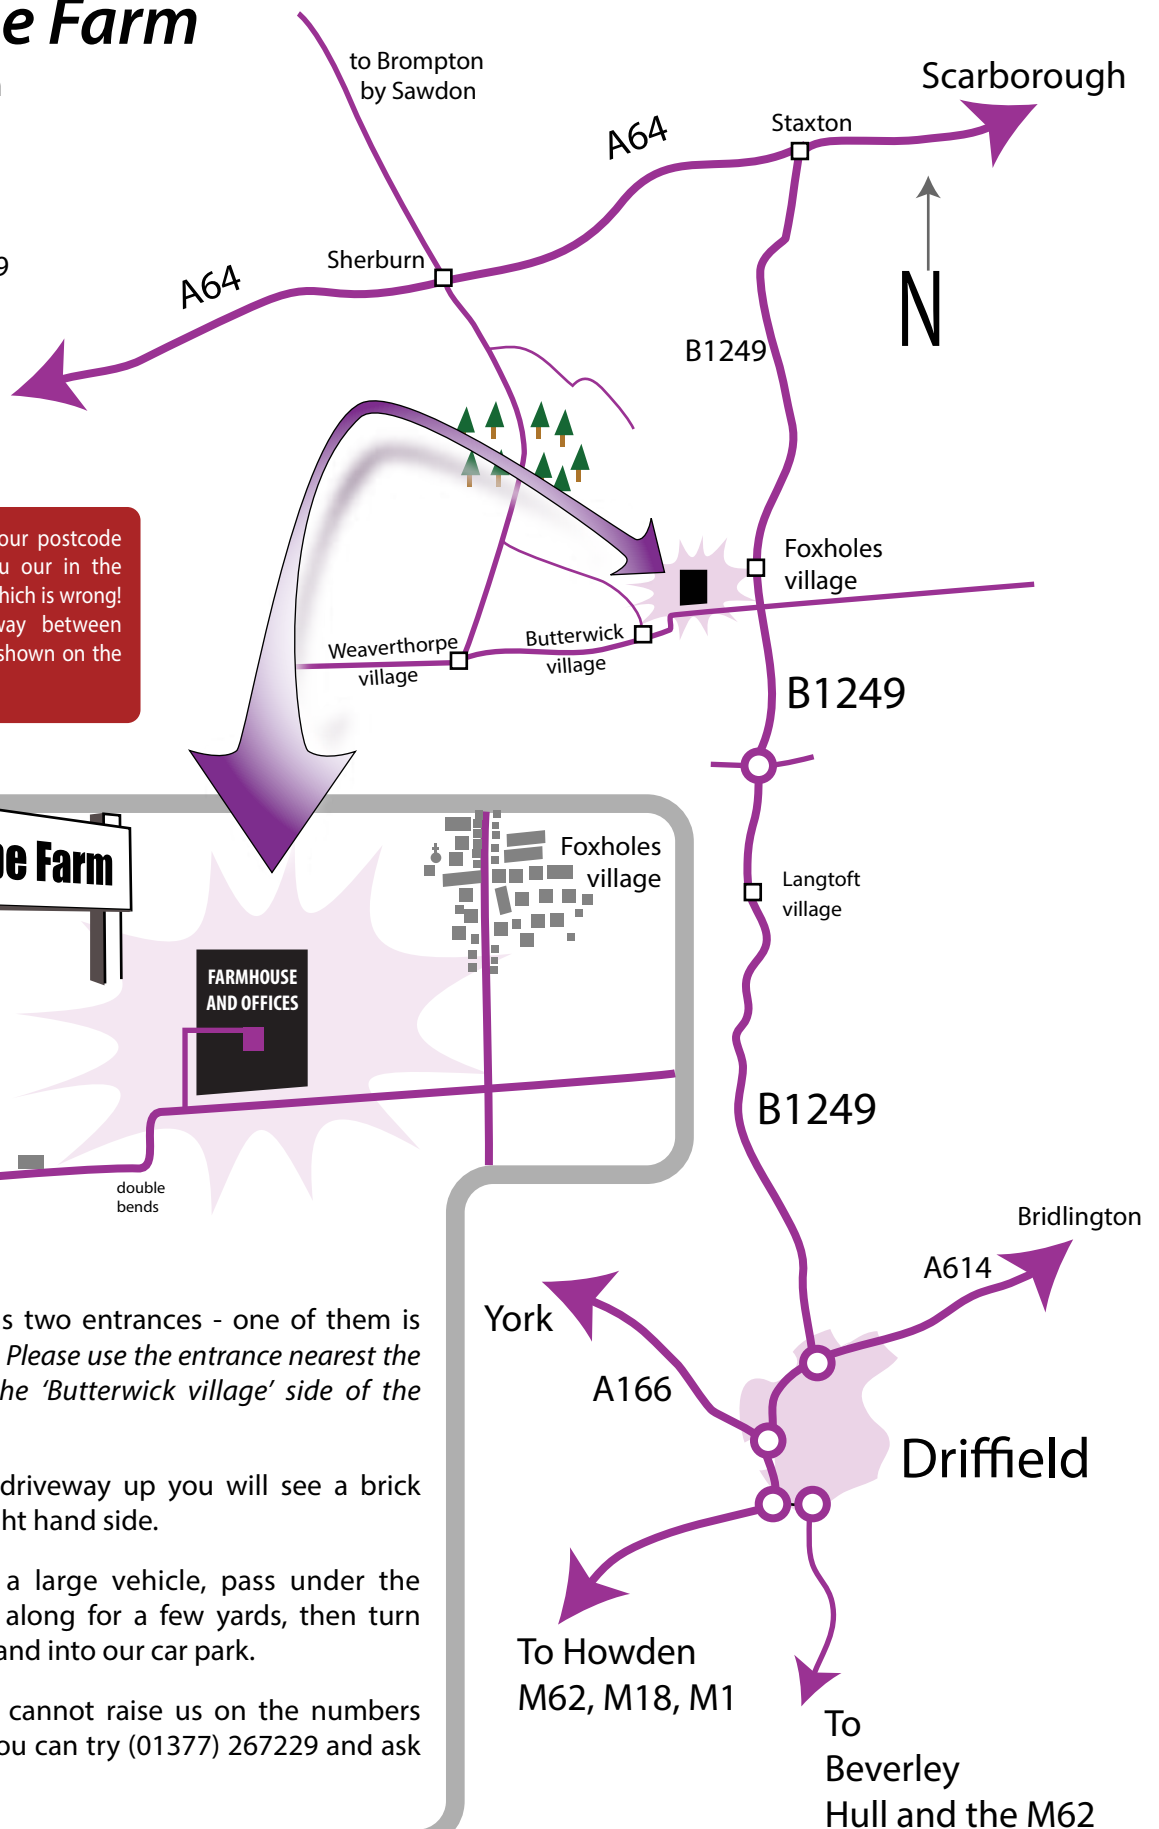 e Farm
to Brompton
by Sawdon
Scarborough
A64
Staxton
9
Sherburn
A64
N
B1249
our postcode
u our in the
hich is wrong!
way between
shown on the
Foxholes
village
Weaverthorpe
village
Butterwick
village
B1249
pe Farm
Foxholes
village
Langtoft
village
FARMHOUSE
AND OFFICES
B1249
double
bends
Bridlington
A614
York
A166
s two entrances - one of them is
Please use the entrance nearest the
he ‘Butterwick village’ side of the
Driffield
driveway up you will see a brick
ht hand side.
a large vehicle, pass under the
along for a few yards, then turn
and into our car park.
To Howden
M62, M18, M1
cannot raise us on the numbers
ou can try (01377) 267229 and ask
To
Beverley
Hull and the M62